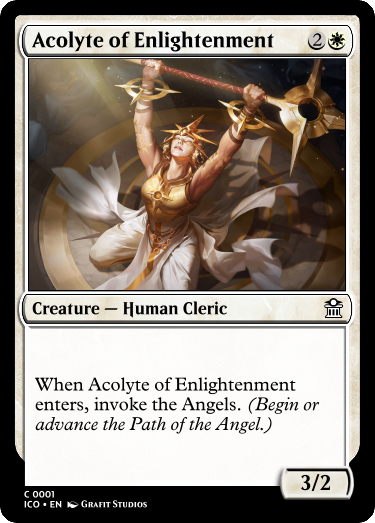 Acolyte of Enlightenment 2
Creature — Human Cleric
When Acolyte of Enlightenment
enters, invoke the Angels. (Begin or
advance the Path of the Angel.)
3/2
C 0001
ICO • EN Grafit Studios